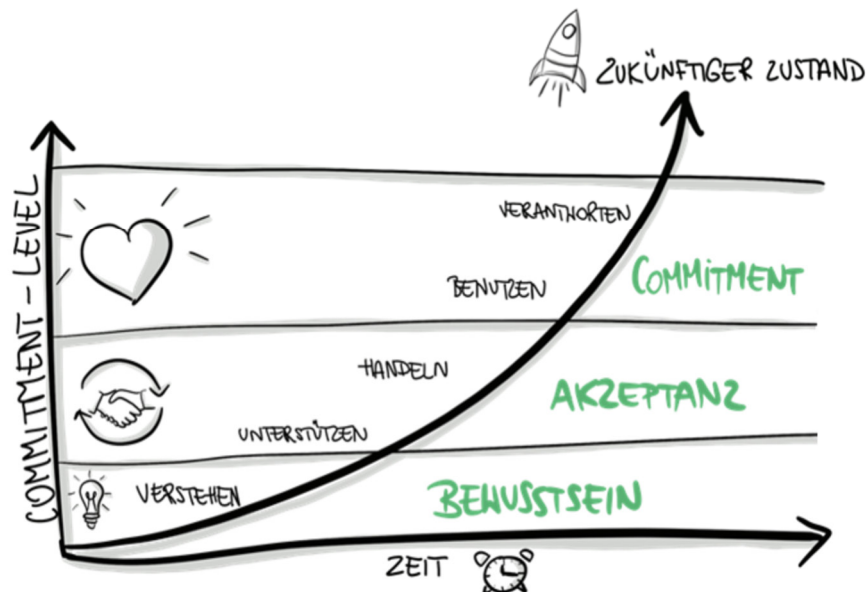 ZUKÜNFTIGER ZUSTAND
COMMITMENT-LEVEL
VERANTWORTEN
BENUTZEN
COMMITMENT
HANDELN
AKZEPTANZ
UNTERSTÜTZEN
VERSTEHEN
BEWUSSTSEIN
ZEIT